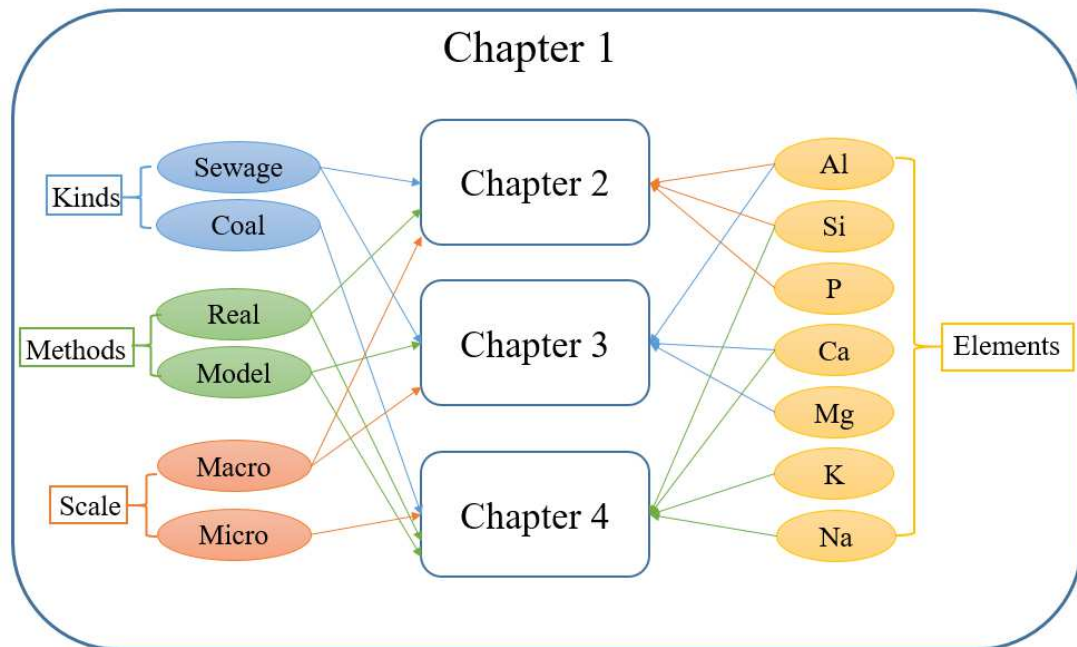 Chapter 1
Kinds
Sewage
Coal
Methods
Real
Model
Scale
Macro
Micro
Chapter 2
Chapter 3
Chapter 4
Al
Si
P
Ca
Mg
K
Na
Elements